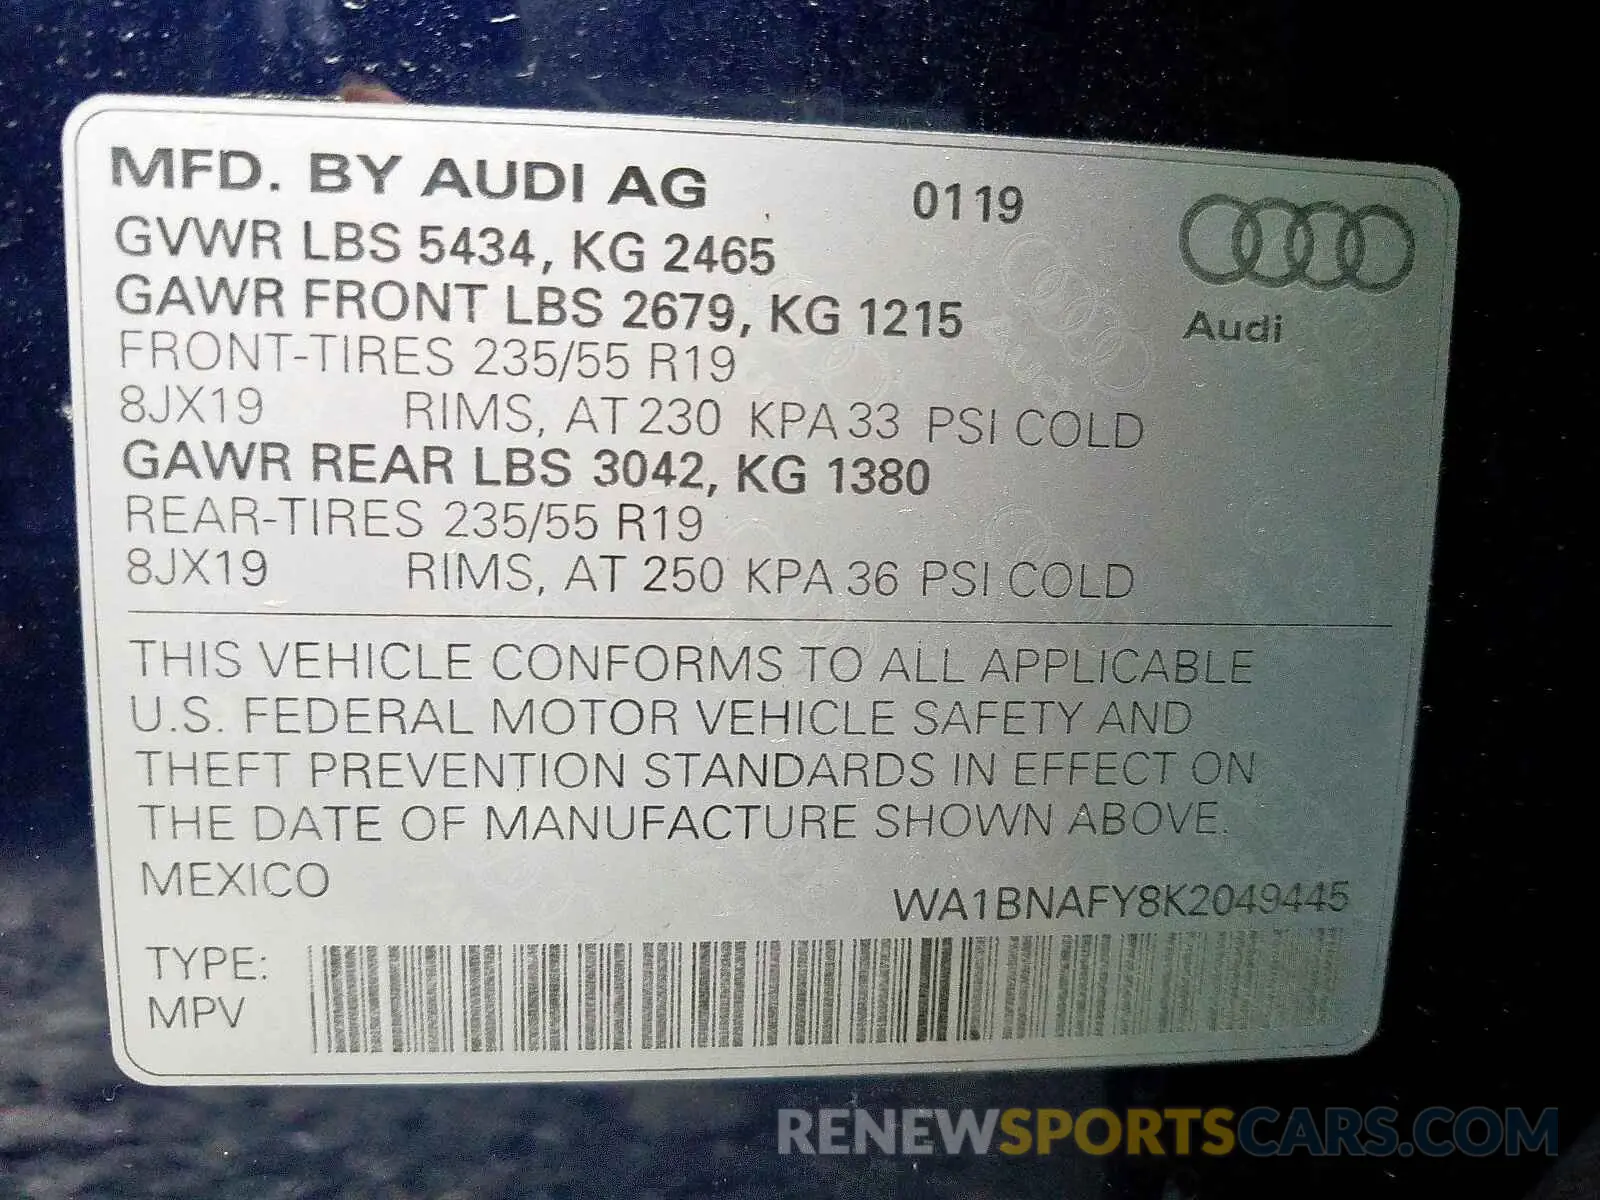 MFD. BY AUDI AG 0119
GVWR LBS 5434, KG 2465
GAWR FRONT LBS 2679, KG 1215
Audi
FRONT-TIRES 235/55 R19
8JX19 RIMS, AT 230 KPA 33 PSI COLD
GAWR REAR LBS 3042, KG 1380
REAR-TIRES 235/55 R19
8JX19 RIMS, AT 250 KPA 36 PSI COLD
THIS VEHICLE CONFORMS TO ALL APPLICABLE
U.S. FEDERAL MOTOR VEHICLE SAFETY AND
THEFT PREVENTION STANDARDS IN EFFECT ON
THE DATE OF MANUFACTURE SHOWN ABOVE.
MEXICO
WA1BNAFY8K2049445
TYPE:
MPV
RENEWSPORTSCARS.COM